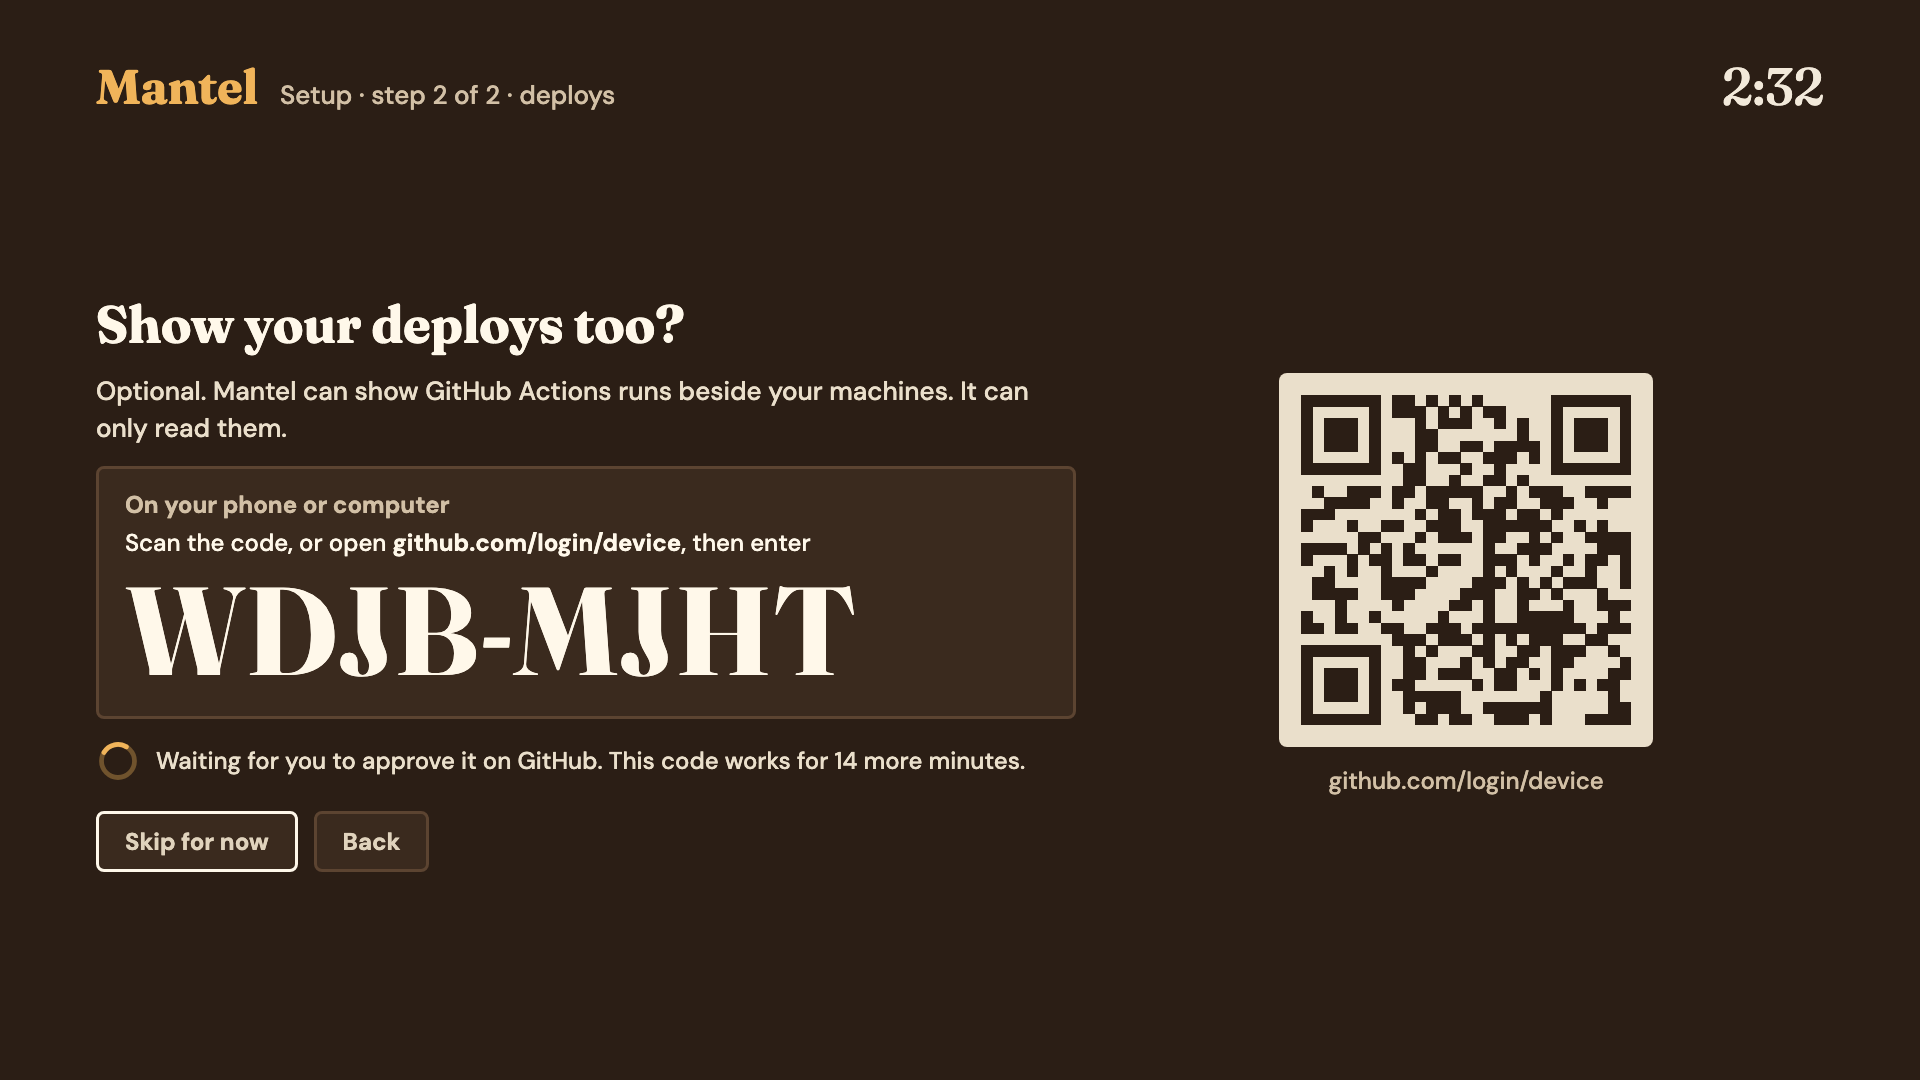 Mantel
Setup · step 2 of 2 · deploys
2:32
Show your deploys too?
Optional. Mantel can show GitHub Actions runs beside your machines. It can
only read them.
On your phone or computer
Scan the code, or open github.com/login/device, then enter
WDJB-MJHT
Waiting for you to approve it on GitHub. This code works for 14 more minutes.
Skip for now
Back
github.com/login/device